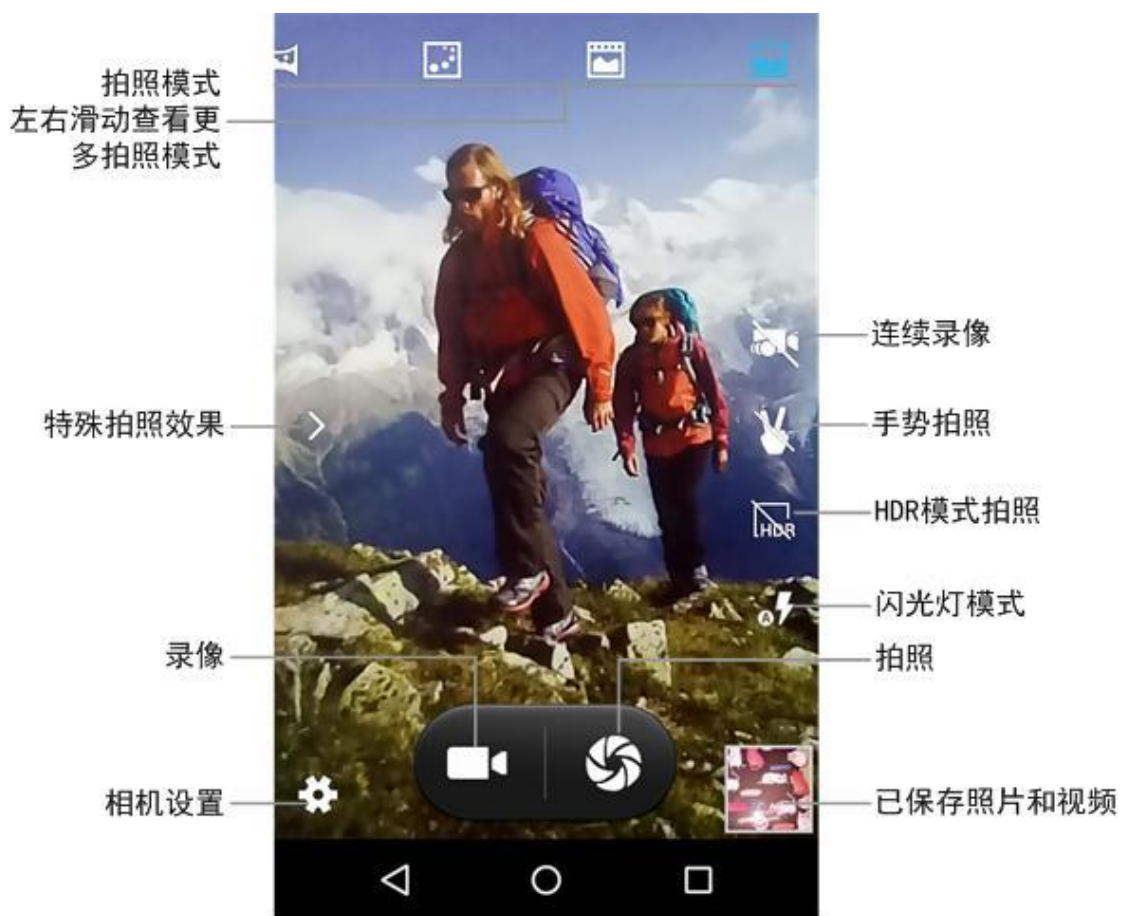 拍照模式
左右滑动查看更
多拍照模式
连续录像
特殊拍照效果
手势拍照
HDR模式拍照
HDR
闪光灯模式
A
录像
拍照
相机设置
已保存照片和视频